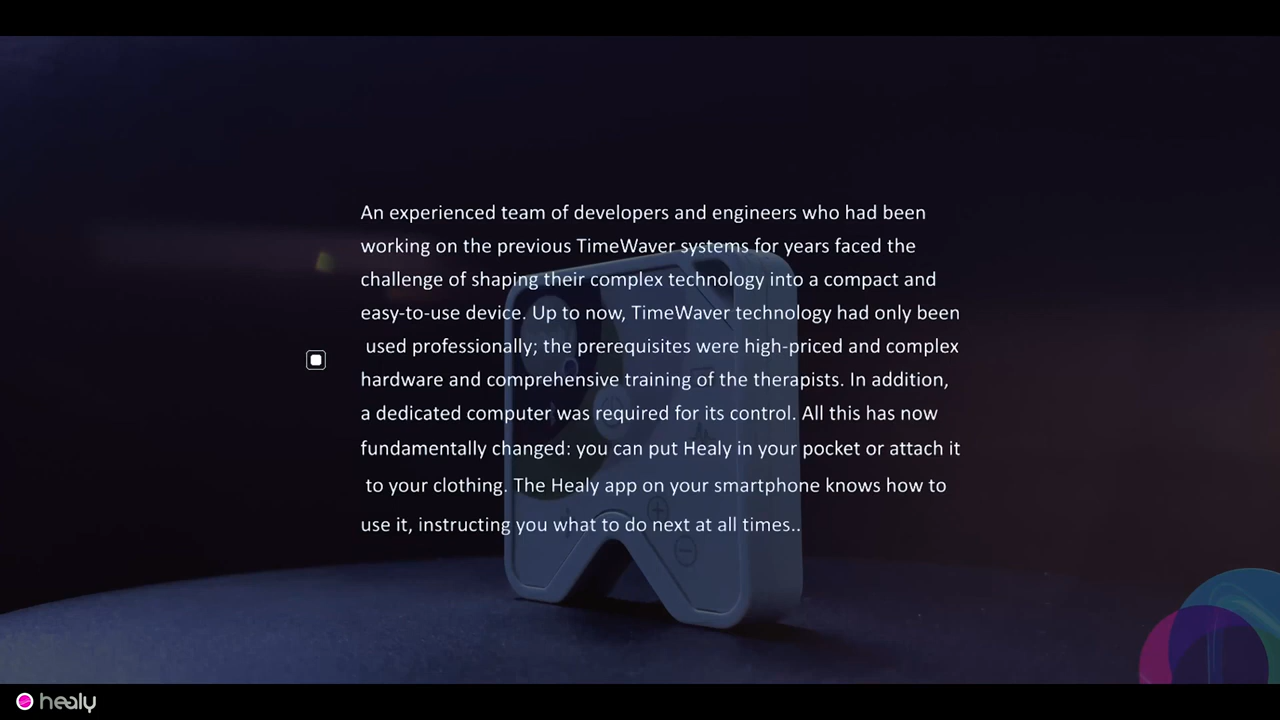 An experienced team of developers and engineers who had been
working on the previous TimeWaver systems for years faced the
challenge of shaping their complex technology into a compact and
easy-to-use device. Up to now, TimeWaver technology had only been
used professionally; the prerequisites were high-priced and complex
hardware and comprehensive training of the therapists. In addition,
a dedicated computer was required for its control. All this has now
fundamentally changed: you can put Healy in your pocket or attach it
to your clothing. The Healy app on your smartphone knows how to
use it, instructing you what to do next at all times..
healy